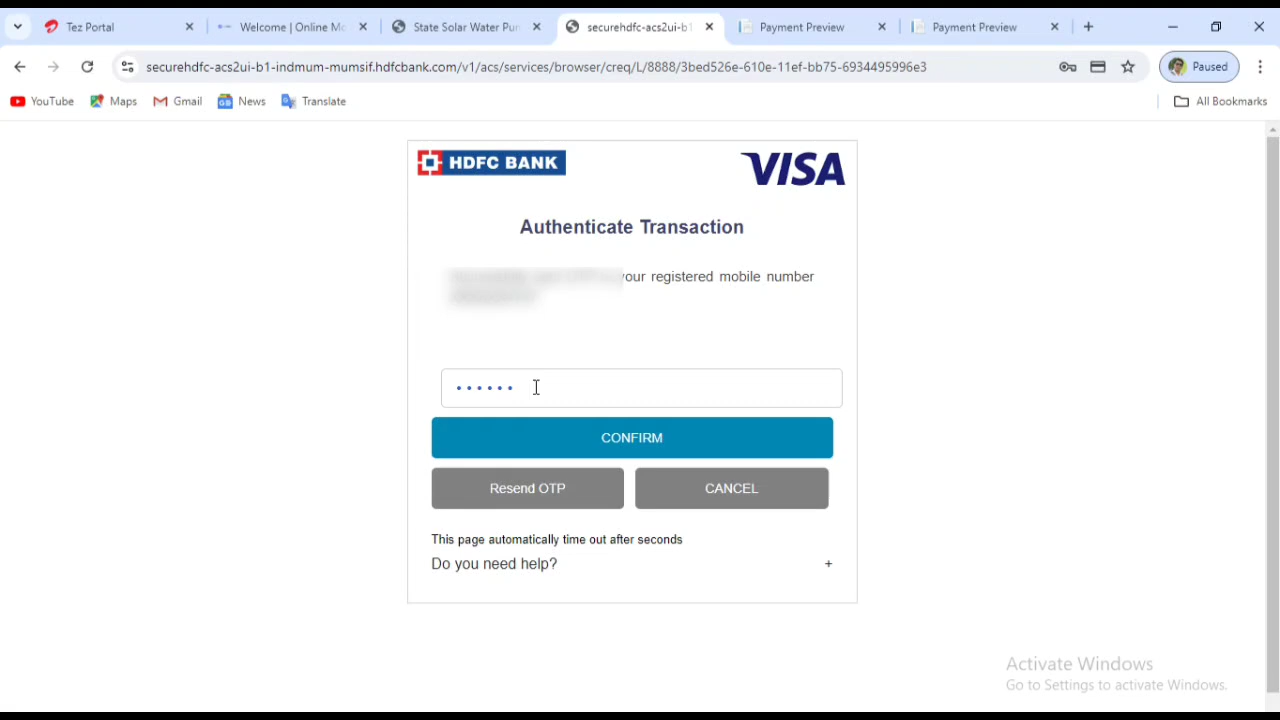 Tez Portal
Welcome | Online Mo
State Solar Water Pum
securehdfc-acs2ui-b1
Payment Preview
Payment Preview
securehdfc-acs2ui-b1-indmum-mumsif.hdfcbank.com/v1/acs/services/browser/creq/L/8888/3bed526e-610e-11ef-bb75-6934495996e3
Paused
YouTube
Maps
Gmail
News
Translate
All Bookmarks
HDFC BANK
VISA
Authenticate Transaction
your registered mobile number
CONFIRM
Resend OTP
CANCEL
This page automatically time out after seconds
Do you need help?
+
Activate Windows
Go to Settings to activate Windows.